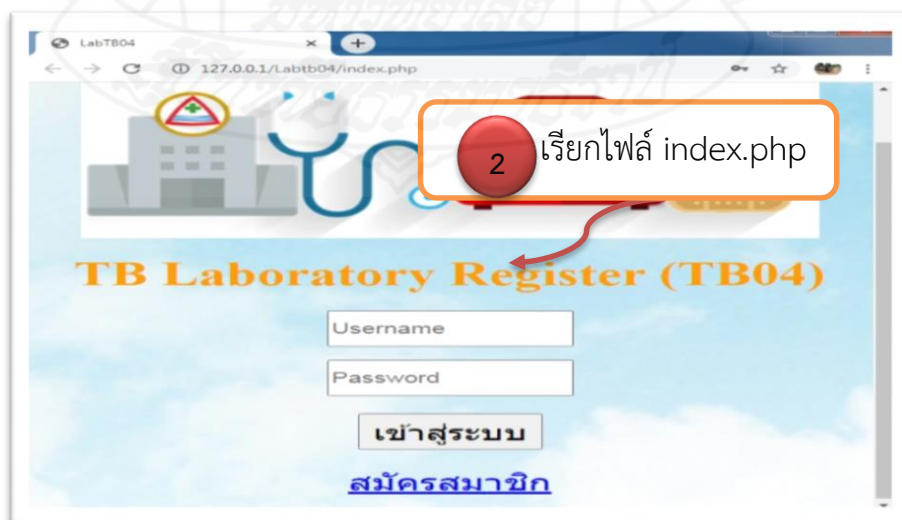 LabTB04
127.0.0.1/Labtb04/index.php
2
เรียกไฟล์ index.php
TB Laboratory Register (TB04)
Username
Password
เข้าสู่ระบบ
สมัครสมาชิก